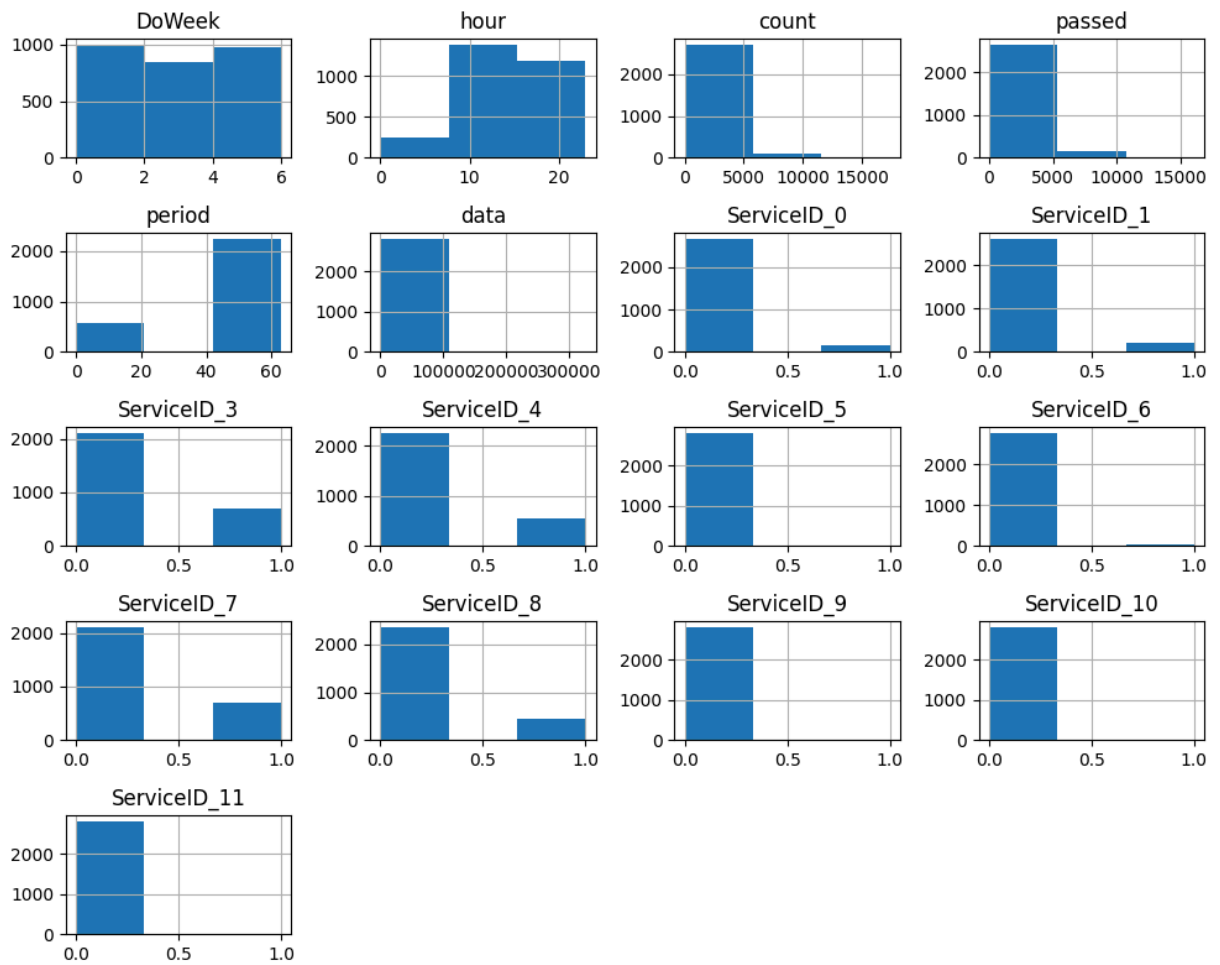 DoWeek hour count passed
1000 500 0 1000 500 0 2000 1000 0 2000 1000 0
0 2 4 6 0 10 20 0 5000 10000 15000 0 5000 10000 15000
period data ServiceID_0 ServiceID_1
2000 1000 0 2000 1000 0 2000 1000 0 2000 1000 0
0 20 40 60 0 100000 200000 300000 0.0 0.5 1.0 0.0 0.5 1.0
ServiceID_3 ServiceID_4 ServiceID_5 ServiceID_6
2000 1000 0 2000 1000 0 2000 1000 0 2000 1000 0
0.0 0.5 1.0 0.0 0.5 1.0 0.0 0.5 1.0 0.0 0.5 1.0
ServiceID_7 ServiceID_8 ServiceID_9 ServiceID_10
2000 1000 0 2000 1000 0 2000 1000 0 2000 1000 0
0.0 0.5 1.0 0.0 0.5 1.0 0.0 0.5 1.0 0.0 0.5 1.0
ServiceID_11
2000 1000 0
0.0 0.5 1.0